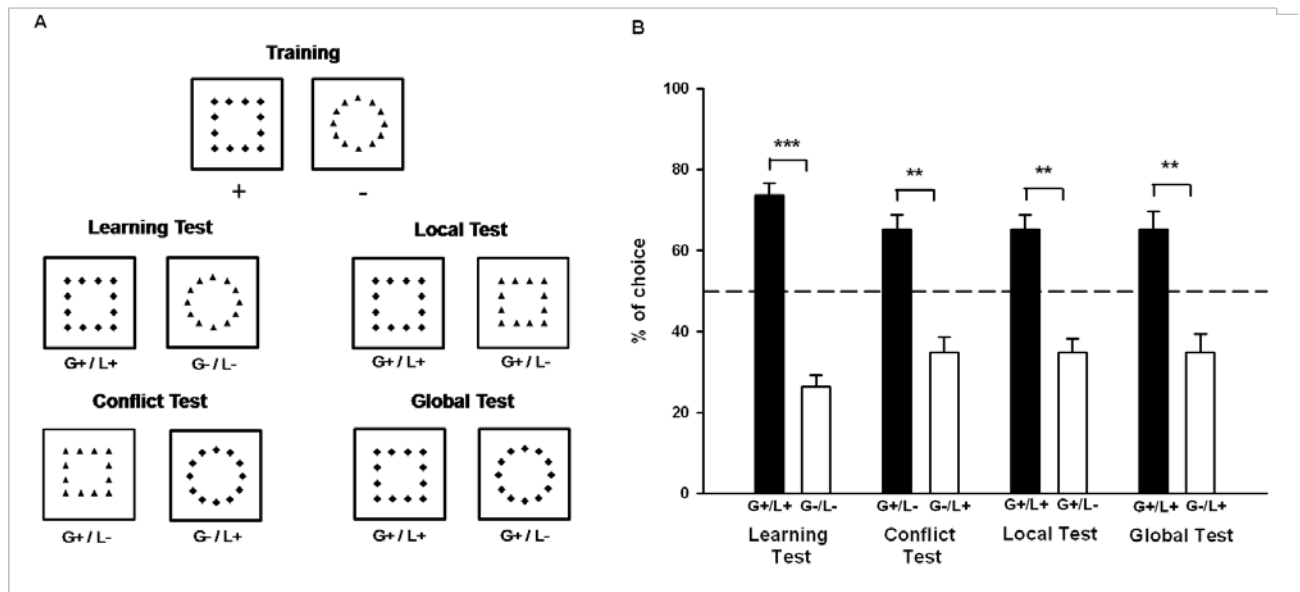 A
Training
+ -
Learning Test
G+/L+ G-/L-
Local Test
G+/L+ G+/L-
Conflict Test
G+/L- G-/L+
Global Test
G+/L+ G+/L-
B
% of choice
100
80
60
40
20
0
***
**
**
**
G+/L+ G-/L- G+/L- G-/L+ G+/L+ G+/L- G+/L+ G-/L+
Learning Test
Conflict Test
Local Test
Global Test